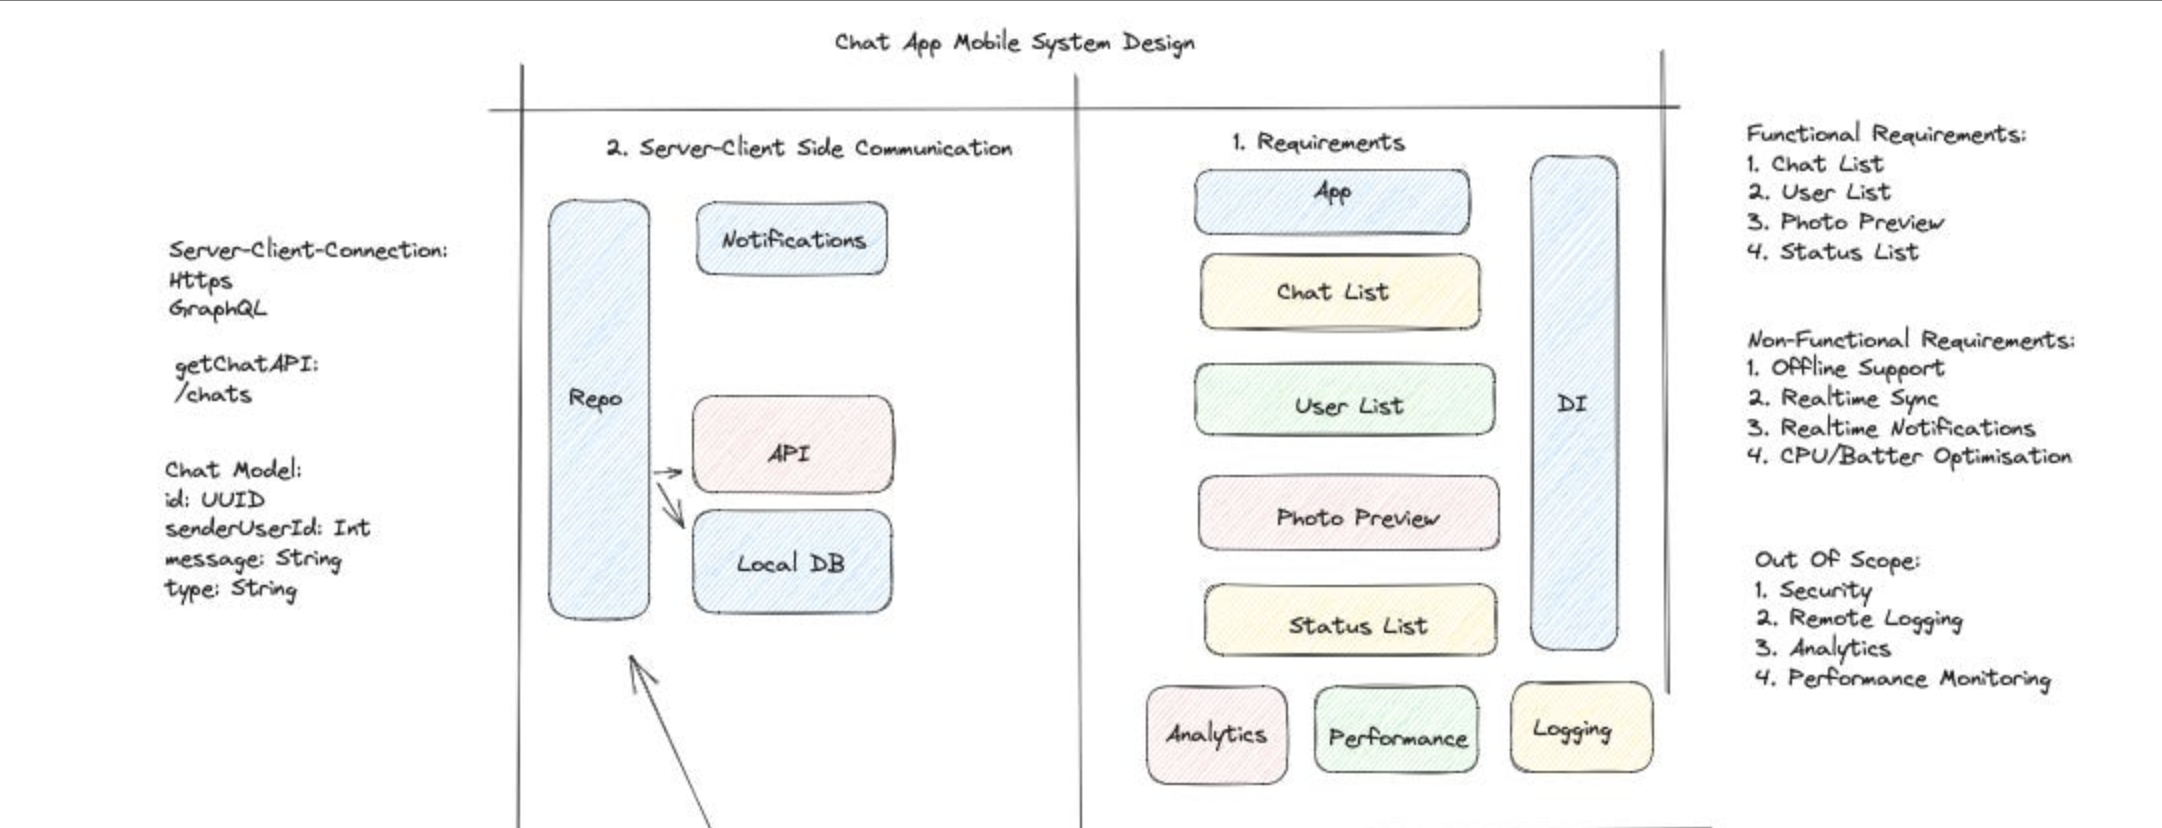 Chat App Mobile System Design
Server-Client-Connection:
Https
GraphQL
getChatAPI:
/chats
Chat Model:
id: UUID
senderUserId: Int
message: String
type: String
2. Server-Client Side Communication
Repo
Notifications
API
Local DB
1. Requirements
App
Chat List
User List
Photo Preview
Status List
DI
Analytics
Performance
Logging
Functional Requirements:
1. Chat List
2. User List
3. Photo Preview
4. Status List
Non-Functional Requirements:
1. Offline Support
2. Realtime Sync
3. Realtime Notifications
4. CPU/Batter Optimisation
Out Of Scope:
1. Security
2. Remote Logging
3. Analytics
4. Performance Monitoring